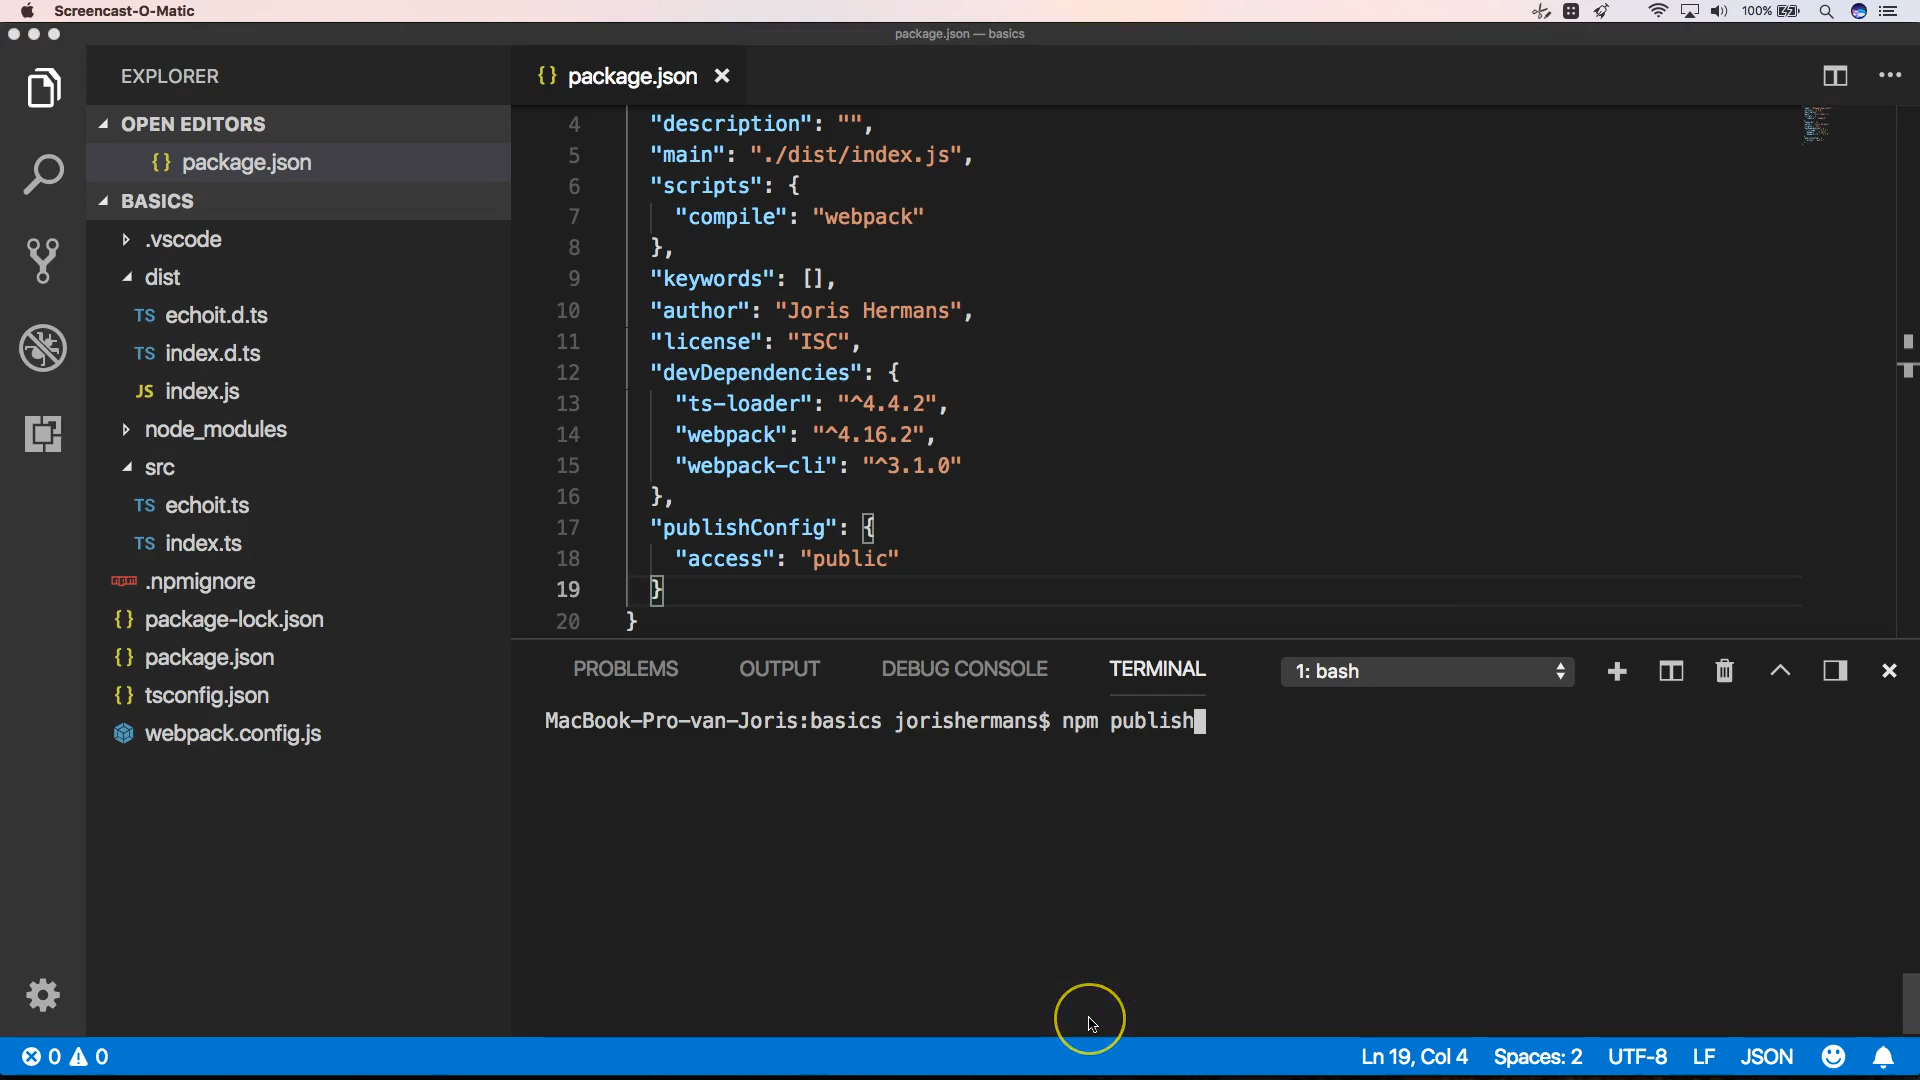 Screencast-O-Matic
100%
package.json — basics
EXPLORER
OPEN EDITORS
{} package.json
BASICS
.vscode
dist
TS echoit.d.ts
TS index.d.ts
JS index.js
node_modules
src
TS echoit.ts
TS index.ts
npm .npmignore
{} package-lock.json
{} package.json
{} tsconfig.json
webpack.config.js
{} package.json
4 "description": "",
5 "main": "./dist/index.js",
6 "scripts": {
7 "compile": "webpack"
8 },
9 "keywords": [],
10 "author": "Joris Hermans",
11 "license": "ISC",
12 "devDependencies": {
13 "ts-loader": "^4.4.2",
14 "webpack": "^4.16.2",
15 "webpack-cli": "^3.1.0"
16 },
17 "publishConfig": {
18 "access": "public"
19 }
20 }
PROBLEMS OUTPUT DEBUG CONSOLE TERMINAL 1: bash
MacBook-Pro-van-Joris:basics jorishermans$ npm publish
0 0 Ln 19, Col 4 Spaces: 2 UTF-8 LF JSON